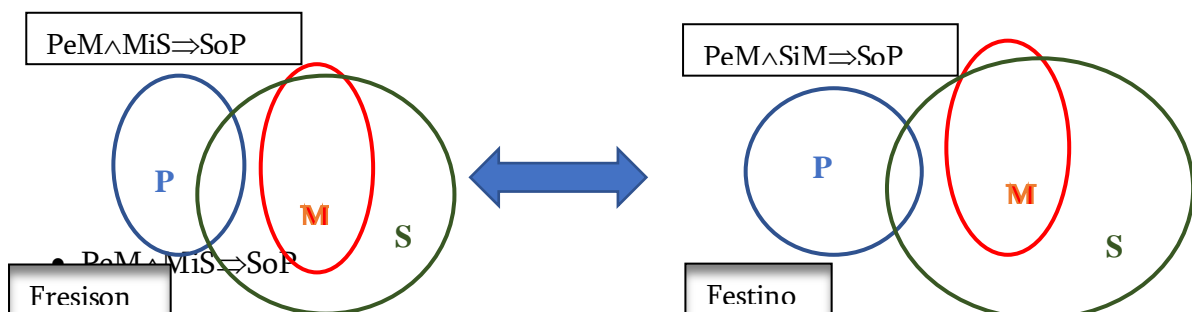 PeM∧MiS⇒SoP
PeM∧SiM⇒SoP
P
M
S
P
M
S
• PeM∧MiS⇒SoP
Fresison
Festino